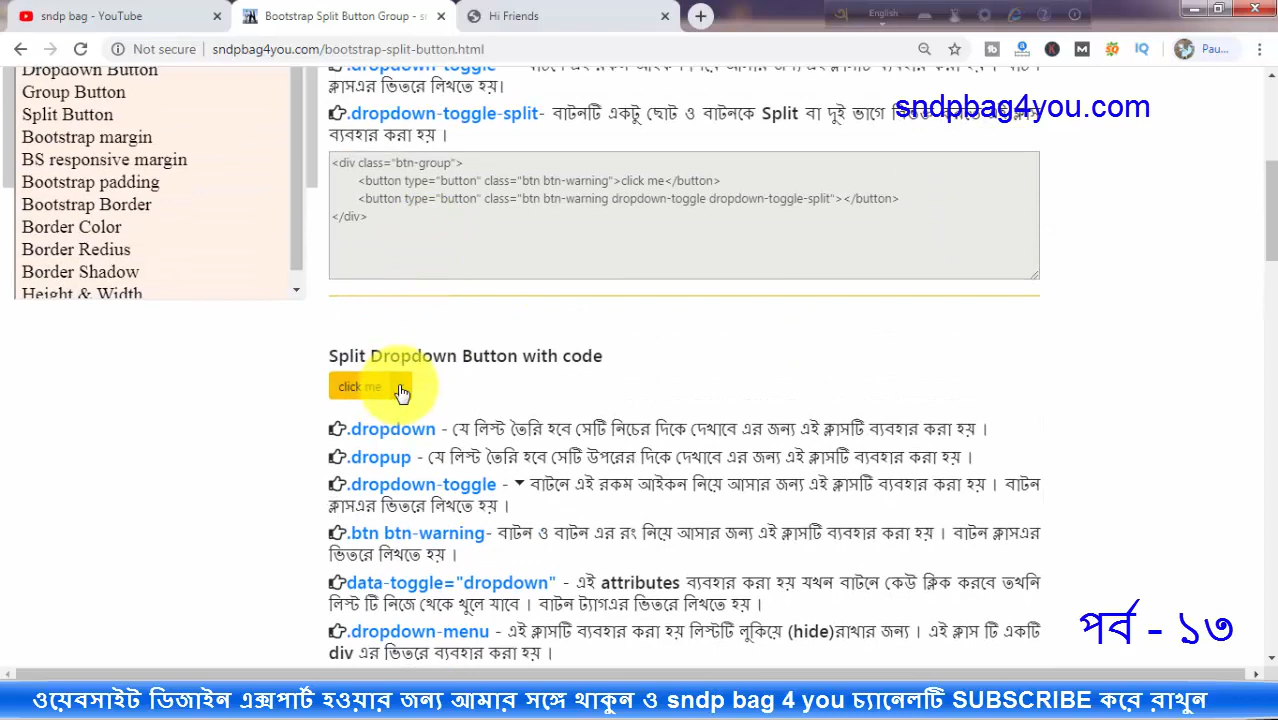 sndp bag - YouTube
Bootstrap Split Button Group - s
Hi Friends
English
Not secure
sndpbag4you.com/bootstrap-split-button.html
Pau...
Dropdown Button
Group Button
Split Button
Bootstrap margin
BS responsive margin
Bootstrap padding
Bootstrap Border
Border Color
Border Redius
Border Shadow
Height & Width
.dropdown-toggle
ক্লাসএর ভিতরে লিখতে হয়।
sndpbag4you.com
.dropdown-toggle-split- বাটনটি একটু ছোট ও বাটনকে Split বা দুই ভাগে
ব্যবহার করা হয় ।
<div class="btn-group">
<button type="button" class="btn btn-warning">click me</button>
<button type="button" class="btn btn-warning dropdown-toggle dropdown-toggle-split"></button>
</div>
Split Dropdown Button with code
click me
.dropdown - যে লিস্ট তৈরি হবে সেটি নিচের দিকে দেখাবে এর জন্য এই ক্লাসটি ব্যবহার করা হয় ।
.dropup - যে লিস্ট তৈরি হবে সেটি উপরের দিকে দেখাবে এর জন্য এই ক্লাসটি ব্যবহার করা হয় ।
.dropdown-toggle - ▾ বাটনে এই রকম আইকন নিয়ে আসার জন্য এই ক্লাসটি ব্যবহার করা হয় । বাটন
ক্লাসএর ভিতরে লিখতে হয় ।
.btn btn-warning- বাটন ও বাটন এর রং নিয়ে আসার জন্য এই ক্লাসটি ব্যবহার করা হয় । বাটন ক্লাসএর
ভিতরে লিখতে হয় ।
data-toggle="dropdown" - এই attributes ব্যবহার করা হয় যখন বাটনে কেউ ক্লিক করবে তখনি
লিস্ট টি নিজে থেকে খুলে যাবে । বাটন ট্যাগএর ভিতরে লিখতে হয় ।
.dropdown-menu - এই ক্লাসটি ব্যবহার করা হয় লিস্টটি লুকিয়ে (hide)রাখার জন্য । এই ক্লাস টি একটি
div এর ভিতরে ব্যবহার করা হয় ।
পর্ব - ১৩
ওয়েবসাইট ডিজাইন এক্সপার্ট হওয়ার জন্য আমার সঙ্গে থাকুন ও sndp bag 4 you চ্যানেলটি SUBSCRIBE করে রাখুন